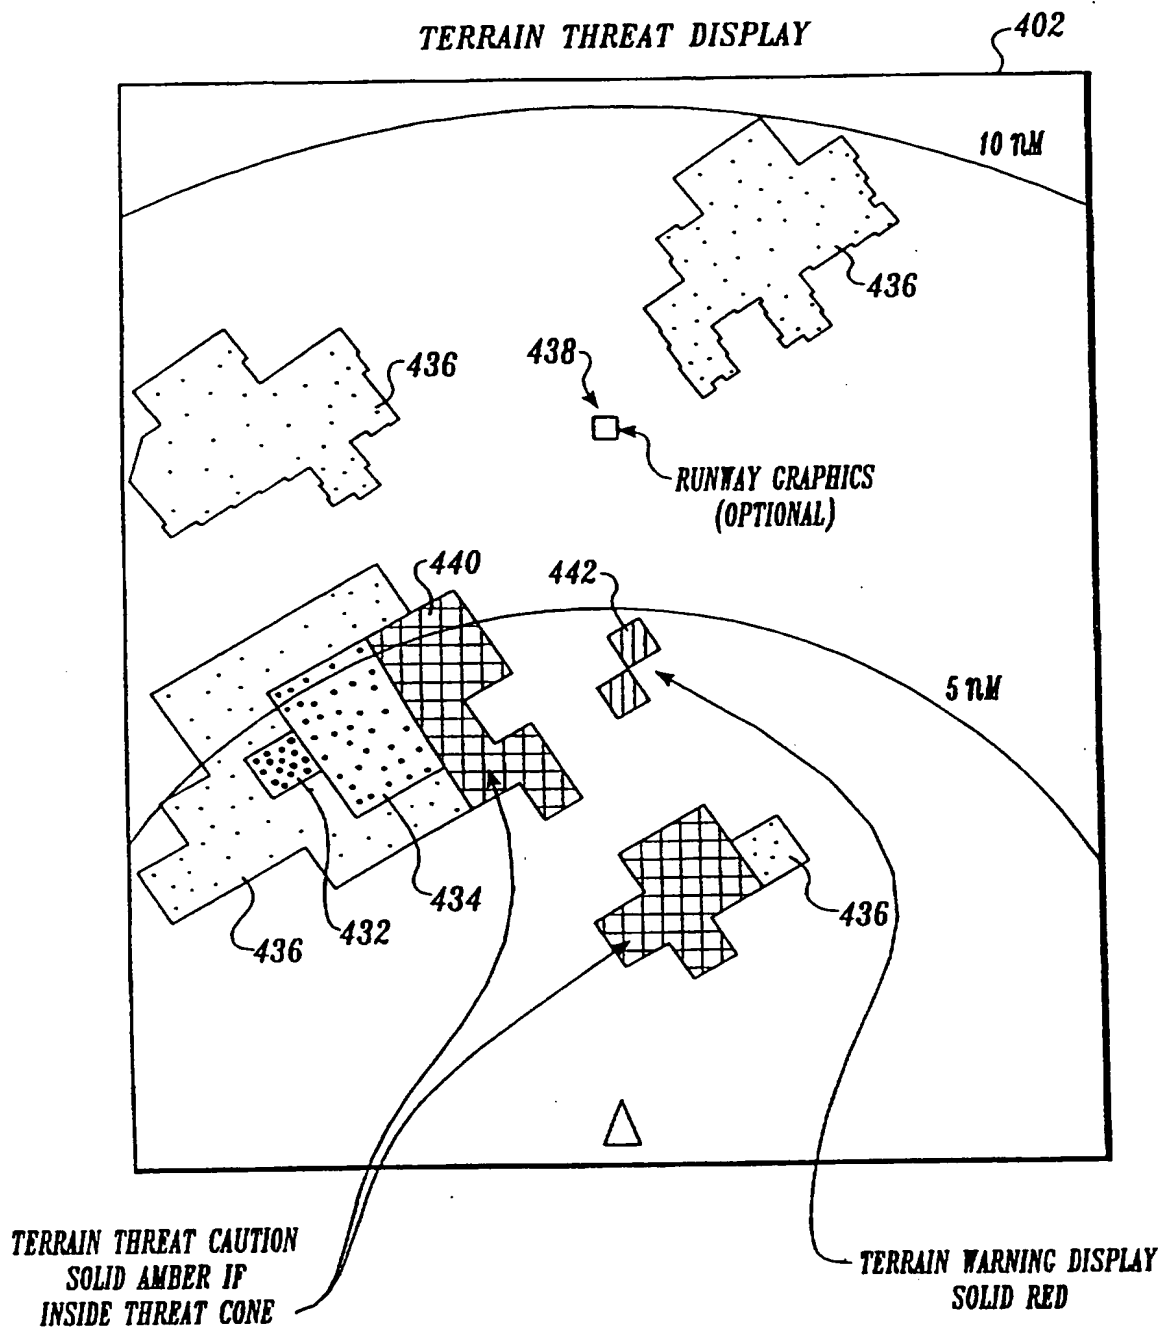 TERRAIN THREAT DISPLAY
402
10 nM
436
436
438
RUNWAY GRAPHICS
(OPTIONAL)
440
442
5 nM
434
432
436
436
TERRAIN THREAT CAUTION
SOLID AMBER IF
INSIDE THREAT CONE
TERRAIN WARNING DISPLAY
SOLID RED